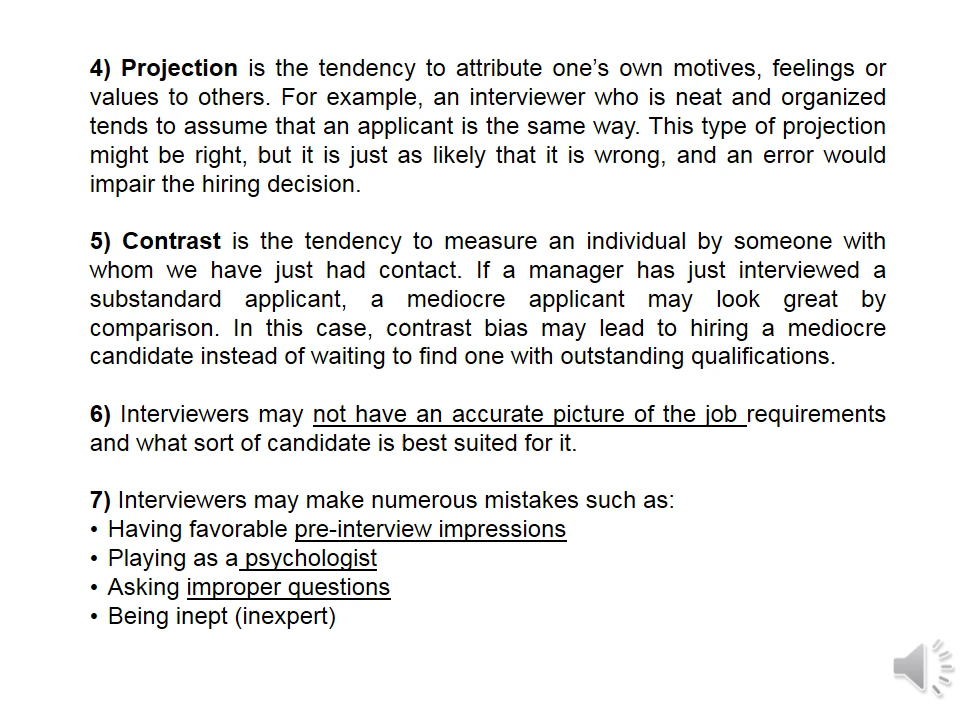 4) Projection is the tendency to attribute one’s own motives, feelings or
values to others. For example, an interviewer who is neat and organized
tends to assume that an applicant is the same way. This type of projection
might be right, but it is just as likely that it is wrong, and an error would
impair the hiring decision.
5) Contrast is the tendency to measure an individual by someone with
whom we have just had contact. If a manager has just interviewed a
substandard applicant, a mediocre applicant may look great by
comparison. In this case, contrast bias may lead to hiring a mediocre
candidate instead of waiting to find one with outstanding qualifications.
6) Interviewers may not have an accurate picture of the job requirements
and what sort of candidate is best suited for it.
7) Interviewers may make numerous mistakes such as:
• Having favorable pre-interview impressions
• Playing as a psychologist
• Asking improper questions
• Being inept (inexpert)